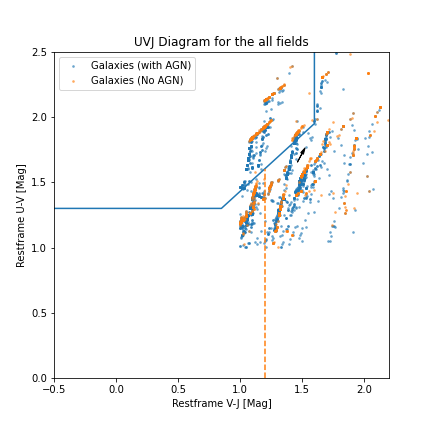 UVJ Diagram for the all fields
Galaxies (with AGN)
Galaxies (No AGN)
Restframe U-V [Mag]
2.5
2.0
1.5
1.0
0.5
0.0
-0.5
0.0
0.5
1.0
1.5
2.0
Restframe V-J [Mag]